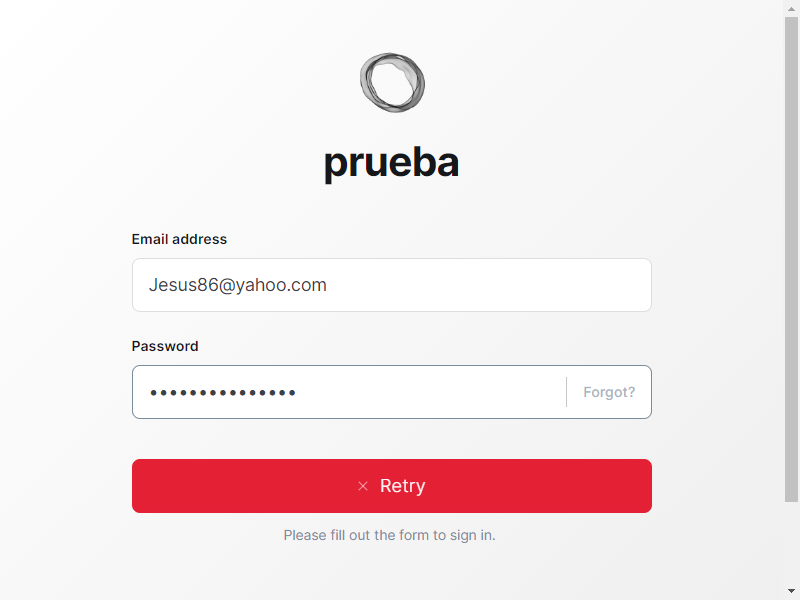 prueba
Email address
Jesus86@yahoo.com
Password
•••••••••••••••
Forgot?
Retry
Please fill out the form to sign in.